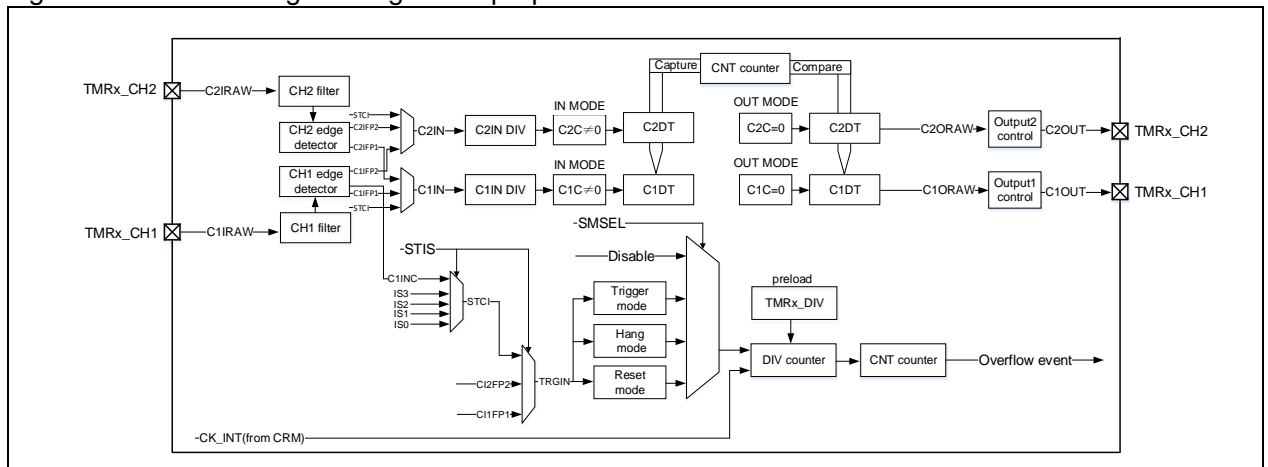 TMRx_CH2
C2IRAW
CH2 filter
CH2 edge
detector
STCI
C2IFP2
C2IFP1
C2IN
C2IN DIV
IN MODE
C2C≠0
C2DT
Capture
CNT counter
Compare
OUT MODE
C2C=0
C2DT
C2ORAW
Output2
control
C2OUT
TMRx_CH2
CH1 edge
detector
C1IFP2
C1IFP1
STCI
C1IN
C1IN DIV
IN MODE
C1C≠0
C1DT
OUT MODE
C1C=0
C1DT
C1ORAW
Output1
control
C1OUT
TMRx_CH1
TMRx_CH1
C1IRAW
CH1 filter
-SMSEL
-STIS
Disable
C1INC
IS3
IS2
IS1
IS0
STCI
Trigger
mode
Hang
mode
Reset
mode
preload
TMRx_DIV
DIV counter
CNT counter
Overflow event
CI2FP2
CI1FP1
TRGIN
-CK_INT(from CRM)